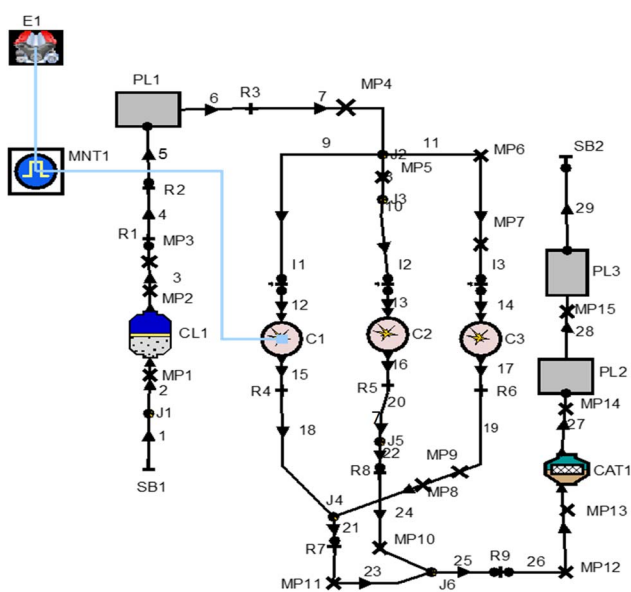 E1
PL1
6
R3
7
MP4
MNT1
5
R2
4
R1
MP3
3
MP2
CL1
MP1
2
J1
1
SB1
9
J2
11
MP6
MP5
8
J3
10
MP7
I1
I2
I3
12
13
14
C1
C2
C3
15
16
17
R4
R5
R6
20
7
18
19
J5
22
R8
MP9
MP8
J4
21
24
R7
MP10
MP11
23
J6
25
R9
26
MP12
MP13
CAT1
27
MP14
PL2
28
MP15
PL3
29
SB2